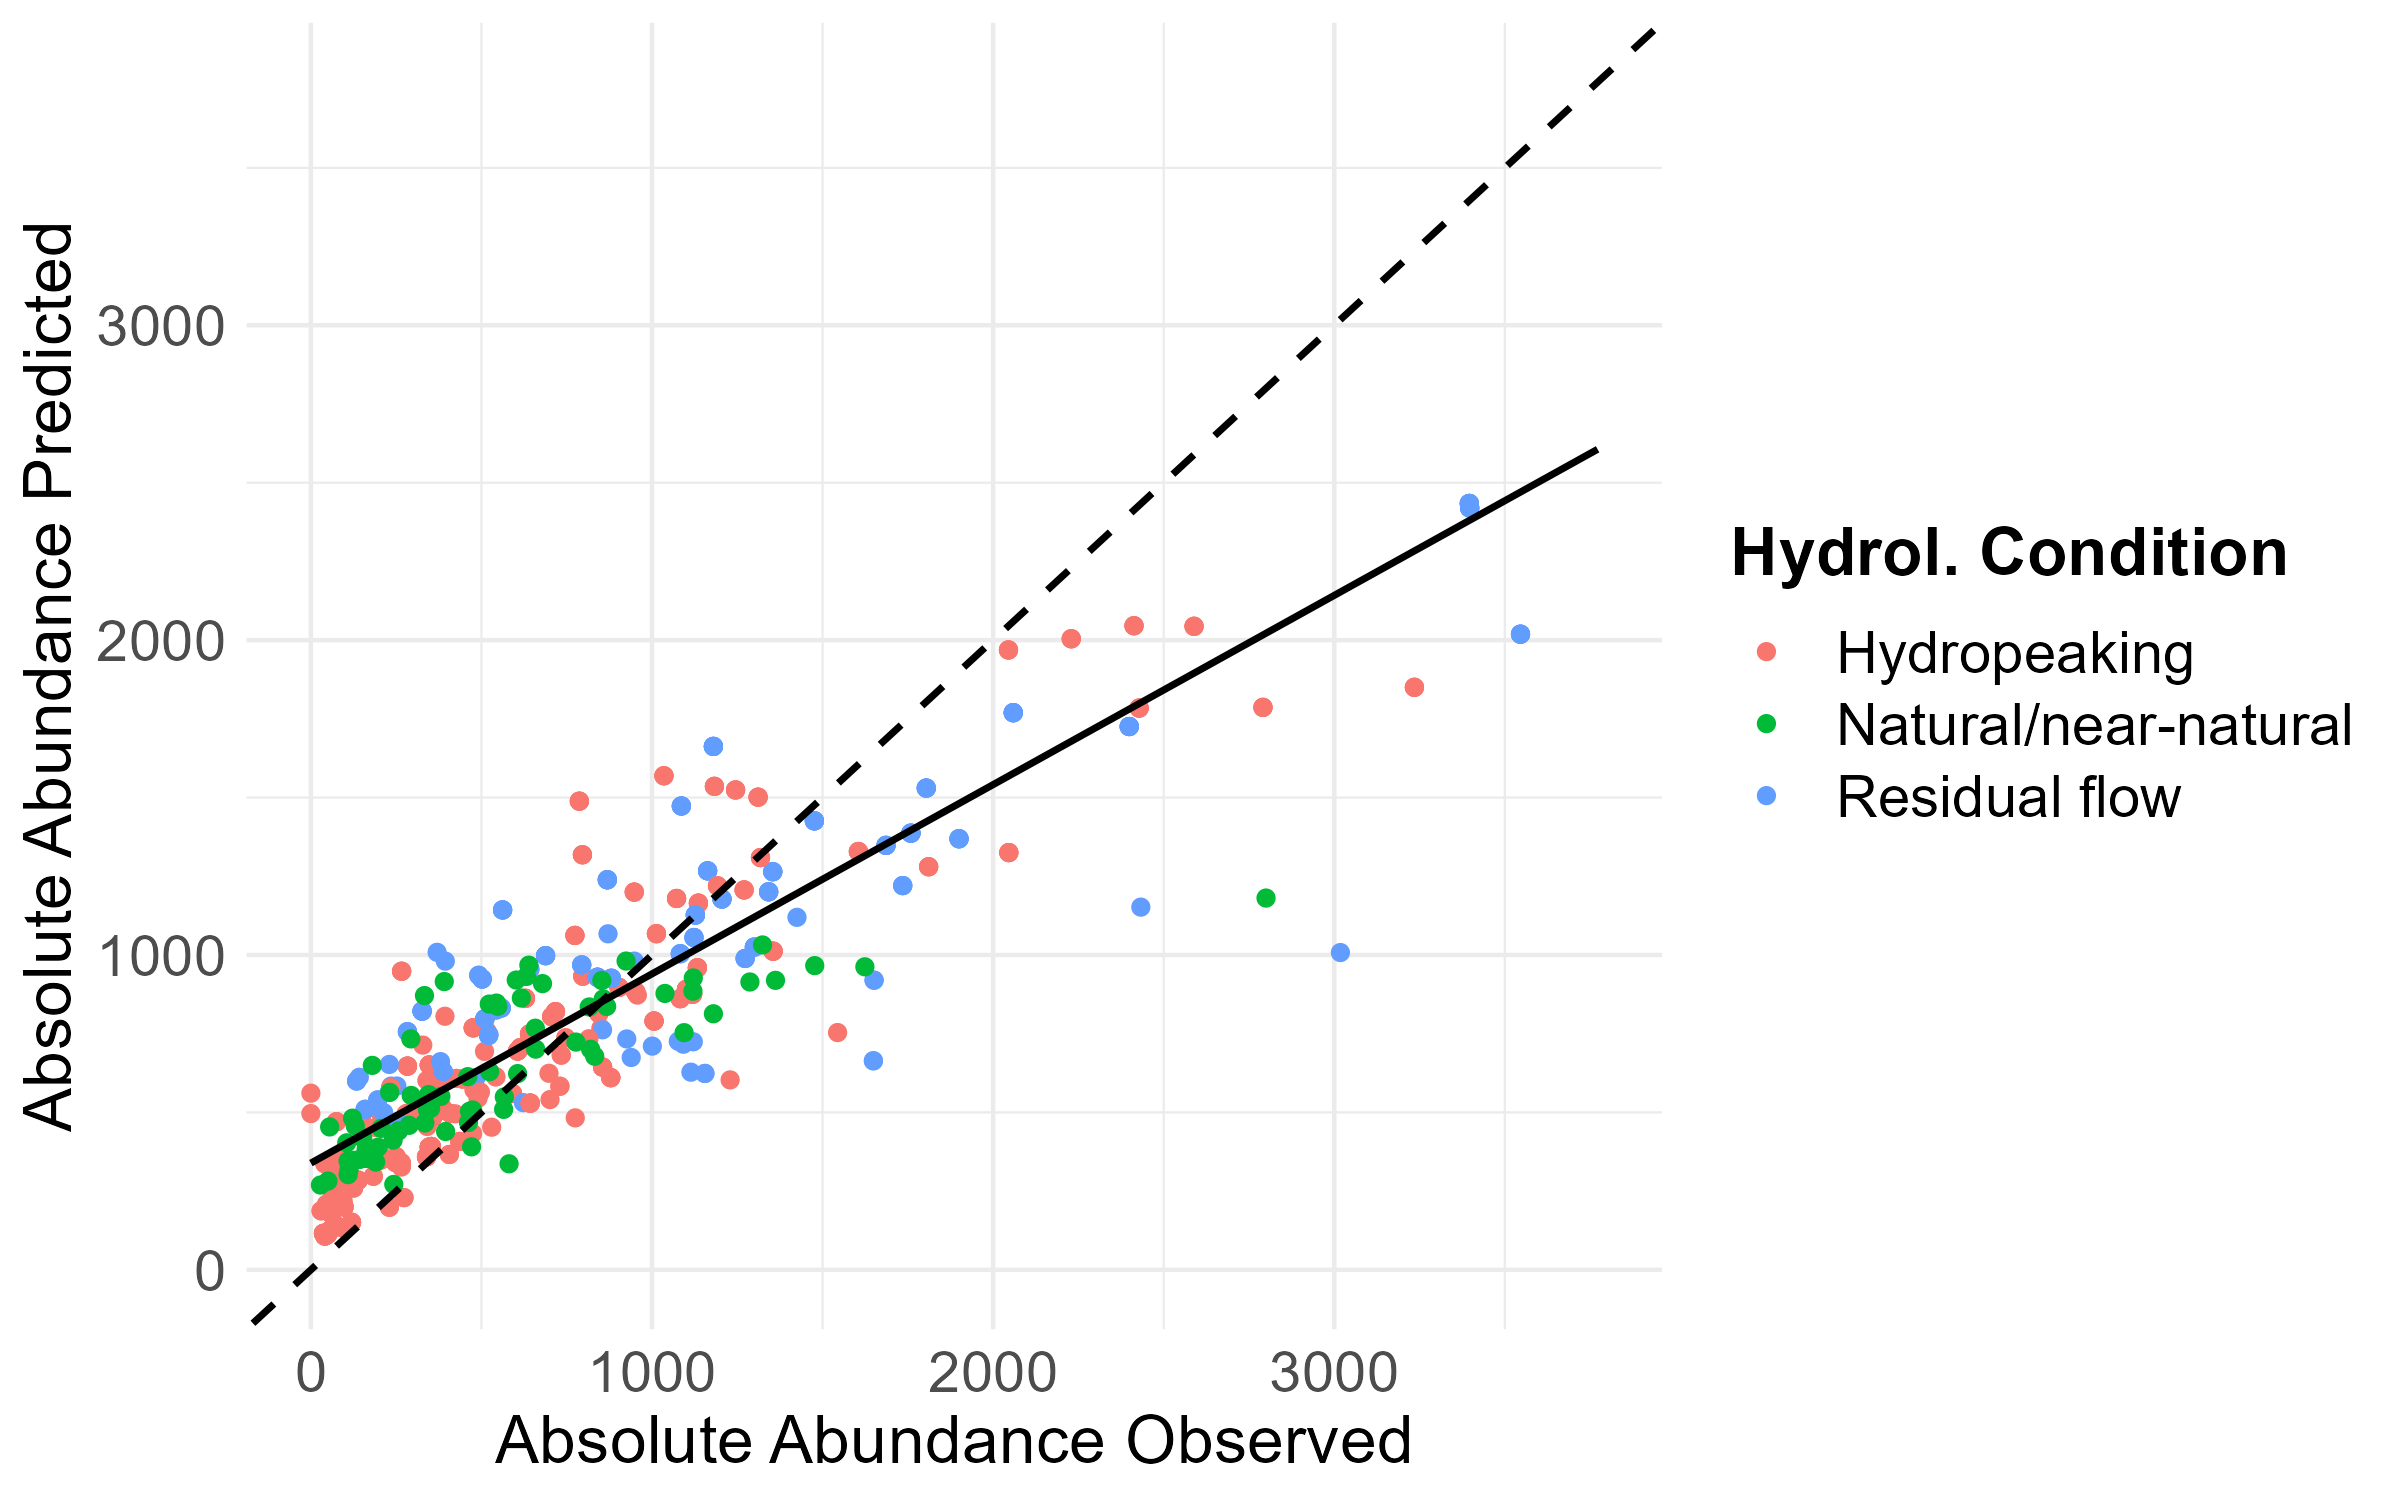 Absolute Abundance Predicted
3000
2000
1000
0
0 1000 2000 3000
Absolute Abundance Observed
Hydrol. Condition
Hydropeaking
Natural/near-natural
Residual flow